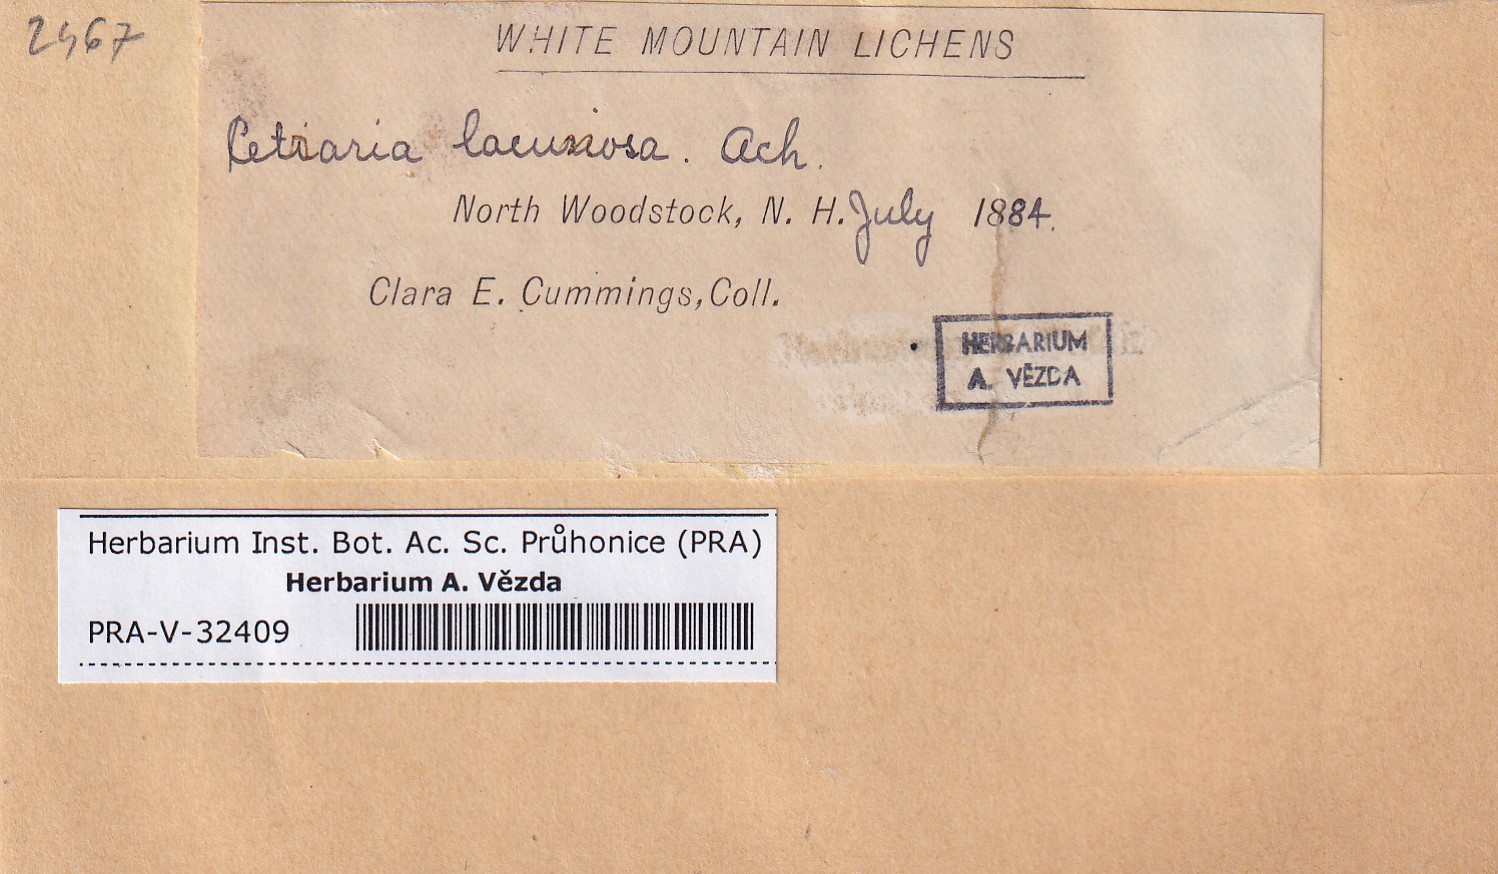 2467
WHITE MOUNTAIN LICHENS
Cetraria lacunosa. Ach.
North Woodstock, N. H. July 1884.
Clara E. Cummings, Coll.
HERBARIUM
A. VĚZDA
Herbarium Inst. Bot. Ac. Sc. Průhonice (PRA)
Herbarium A. Vězda
PRA-V-32409